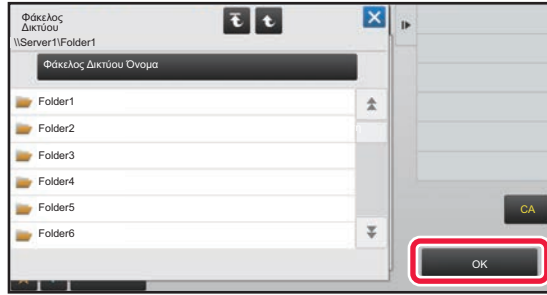 Φάκελος
Δικτύου
\\Server1\Folder1
Φάκελος Δικτύου Όνομα
Folder1
Folder2
Folder3
Folder4
Folder5
Folder6
CA
OK